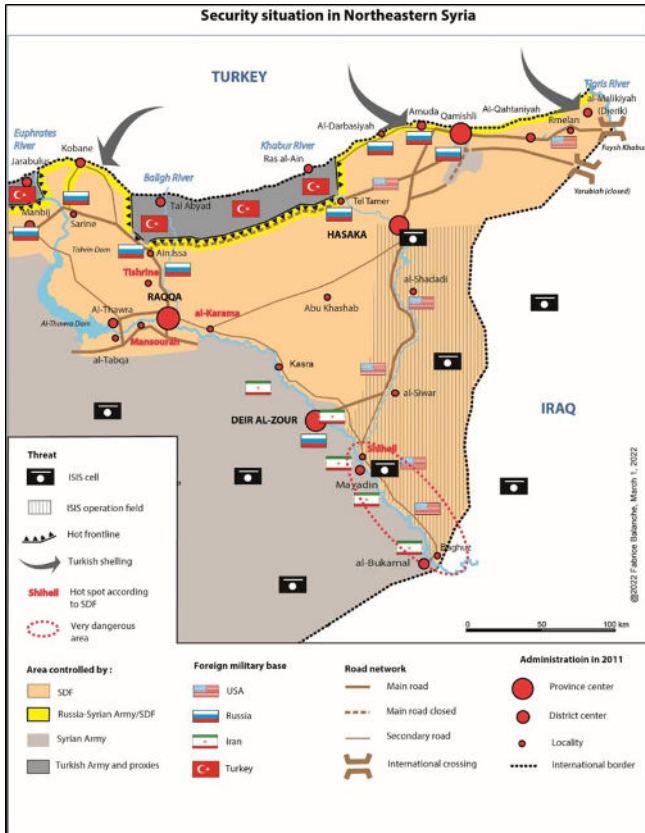 Security situation in Northeastern Syria
TURKEY
Tigris River
al-Malikiyah
(Dierik)
Al-Qahtaniyah
Amuda
Qamishli
Rmelan
Al-Darbasiyah
Faysh Khabur
Yarubiah (closed)
Euphrates
River
Kobane
Khabur River
Ras al-Ain
Jarabulus
Baligh River
Tal Abyad
Tel Tamer
Manbij
Sarine
HASAKA
Tishrin Dam
Ain Issa
Tishrine
al-Shadadi
RAQQA
al-Karama
Abu Khashab
Al-Thawra
Al-Thawra Dam
Mansourah
al-Tabqa
Kasra
al-Siwar
IRAQ
DEIR AL-ZOUR
Shiheil
Mayadin
Baghuz
al-Bukamal
Threat
ISIS cell
ISIS operation field
Hot frontline
Turkish shelling
Shiheil
Hot spot according
to SDF
Very dangerous
area
@2022 Fabrice Balanche, March 1, 2022
0
50
100 km
Area controlled by :
SDF
Russia-Syrian Army/SDF
Syrian Army
Turkish Army and proxies
Foreign military base
USA
Russia
Iran
Turkey
Road network
Main road
Main road closed
Secondary road
International crossing
Administratioin in 2011
Province center
District center
Locality
International border